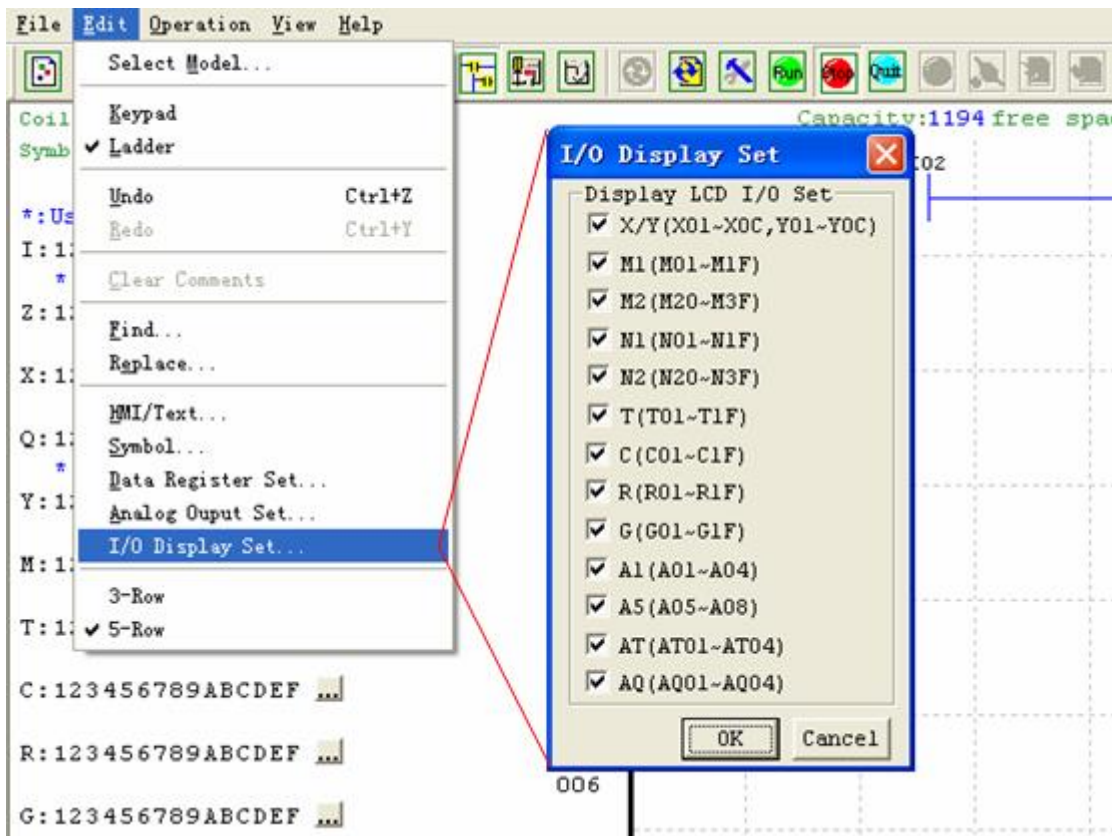 File Edit Operation View Help
Run Stop Quit
Select Model...
Keypad
Ladder
Undo Ctrl+Z
Redo Ctrl+Y
Clear Comments
Find...
Replace...
HMI/Text...
Symbol...
Data Register Set...
Analog Ouput Set...
I/O Display Set...
3-Row
5-Row
Coil
Symb
*:Us
I:1
*
Z:1
X:1
Q:1
*
Y:1
M:1
T:1
C:123456789ABCDEF ...
R:123456789ABCDEF ...
G:123456789ABCDEF ...
Capacity:1194 free spa
I02
I/O Display Set
Display LCD I/O Set
X/Y(X01~X0C,Y01~Y0C)
M1(M01~M1F)
M2(M20~M3F)
N1(N01~N1F)
N2(N20~N3F)
T(T01~T1F)
C(C01~C1F)
R(R01~R1F)
G(G01~G1F)
A1(A01~A04)
A5(A05~A08)
AT(AT01~AT04)
AQ(AQ01~AQ04)
OK Cancel
006